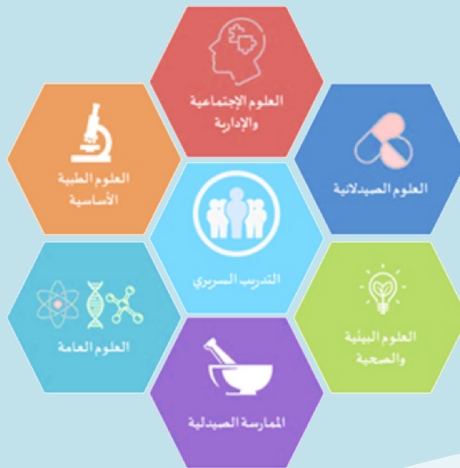 العلوم الإجتماعية
والإدارية
العلوم الصيدلانية
العلوم الطبية
الأساسية
التدريب السريري
العلوم البيئية
والصحية
العلوم العامة
الممارسة الصيدلية